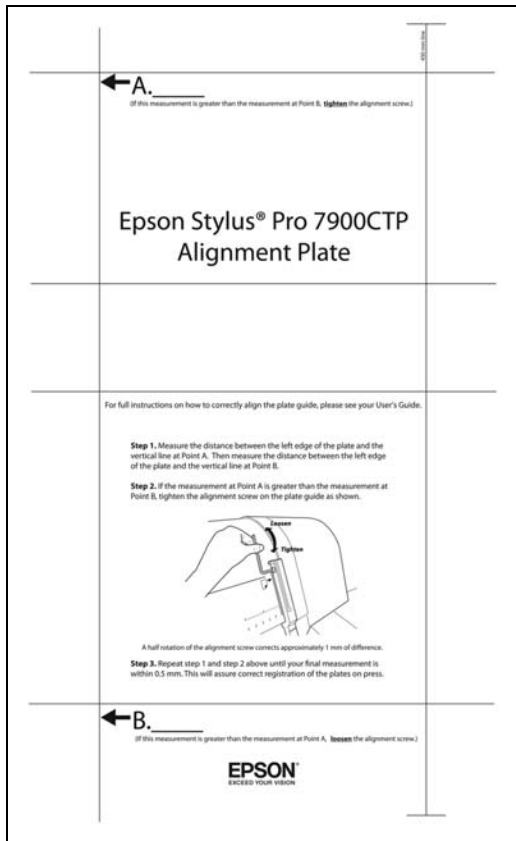 430 mm line
A.______
(If this measurement is greater than the measurement at Point B, tighten the alignment screw.)
Epson Stylus® Pro 7900CTP
Alignment Plate
For full instructions on how to correctly align the plate guide, please see your User's Guide.
Step 1. Measure the distance between the left edge of the plate and the
vertical line at Point A. Then measure the distance between the left edge
of the plate and the vertical line at Point B.
Step 2. If the measurement at Point A is greater than the measurement at
Point B, tighten the alignment screw on the plate guide as shown.
Loosen
Tighten
A half rotation of the alignment screw corrects approximately 1 mm of difference.
Step 3. Repeat step 1 and step 2 above until your final measurement is
within 0.5 mm. This will assure correct registration of the plates on press.
B.______
(If this measurement is greater than the measurement at Point A, loosen the alignment screw.)
EPSON®
EXCEED YOUR VISION